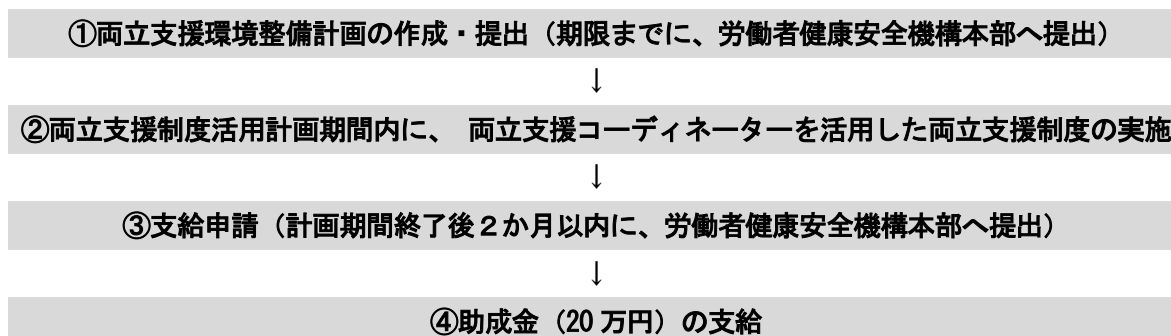 ①両立支援環境整備計画の作成・提出（期限までに、労働者健康安全機構本部へ提出）
↓
②両立支援制度活用計画期間内に、 両立支援コーディネーターを活用した両立支援制度の実施
↓
③支給申請（計画期間終了後２か月以内に、労働者健康安全機構本部へ提出）
↓
④助成金（20 万円）の支給